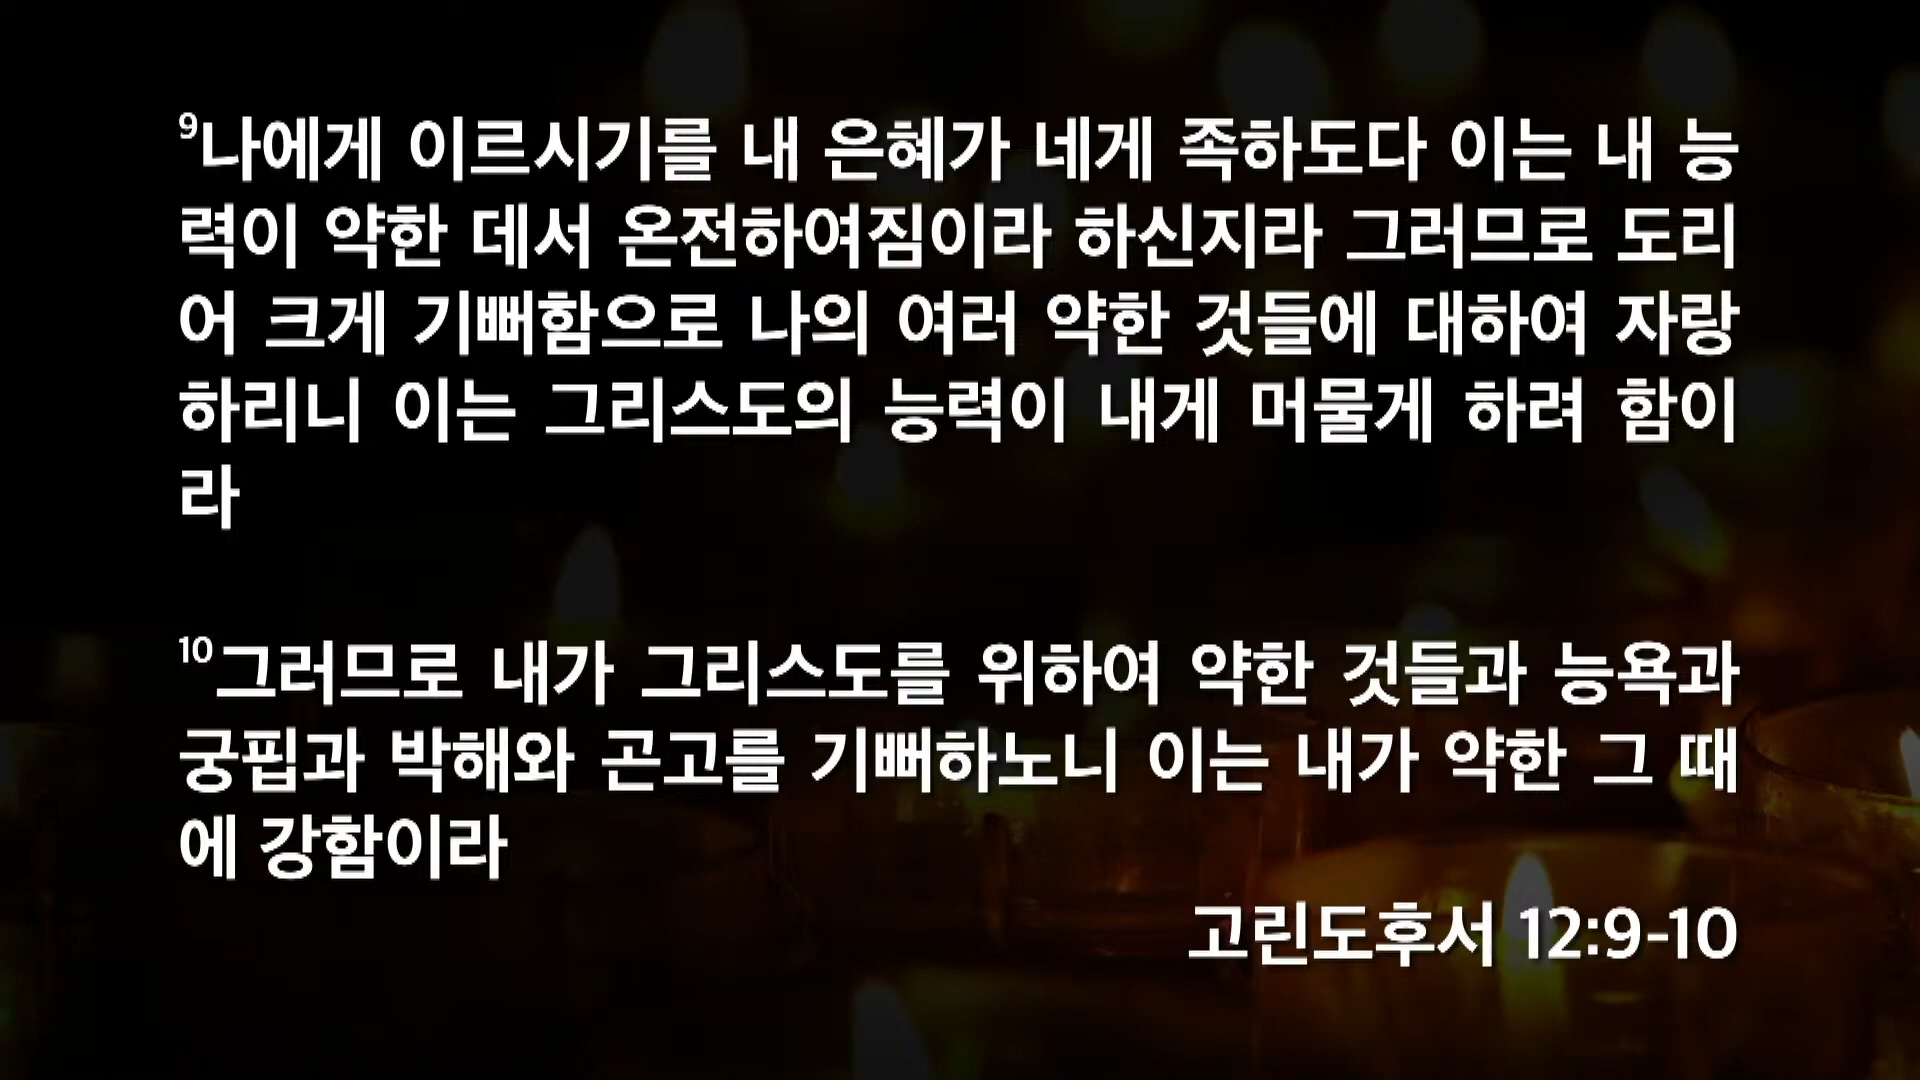 ⁹나에게 이르시기를 내 은혜가 네게 족하도다 이는 내 능
력이 약한 데서 온전하여짐이라 하신지라 그러므로 도리
어 크게 기뻐함으로 나의 여러 약한 것들에 대하여 자랑
하리니 이는 그리스도의 능력이 내게 머물게 하려 함이
라
¹⁰그러므로 내가 그리스도를 위하여 약한 것들과 능욕과
궁핍과 박해와 곤고를 기뻐하노니 이는 내가 약한 그 때
에 강함이라
고린도후서 12:9-10